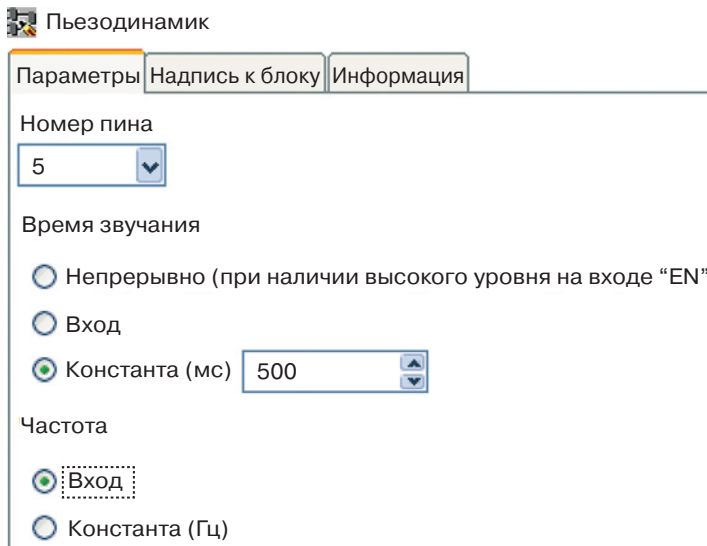 Пьезодинамик
Параметры Надпись к блоку Информация
Номер пина
5
Время звучания
Непрерывно (при наличии высокого уровня на входе “EN”
Вход
Константа (мс) 500
Частота
Вход
Константа (Гц)